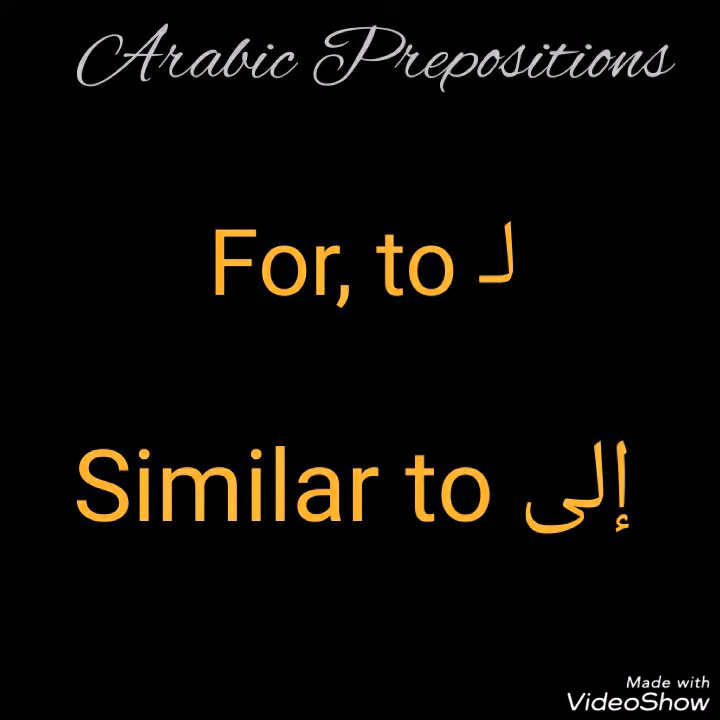 Arabic Prepositions
For, to لـ
Similar to إلى
Made with
VideoShow